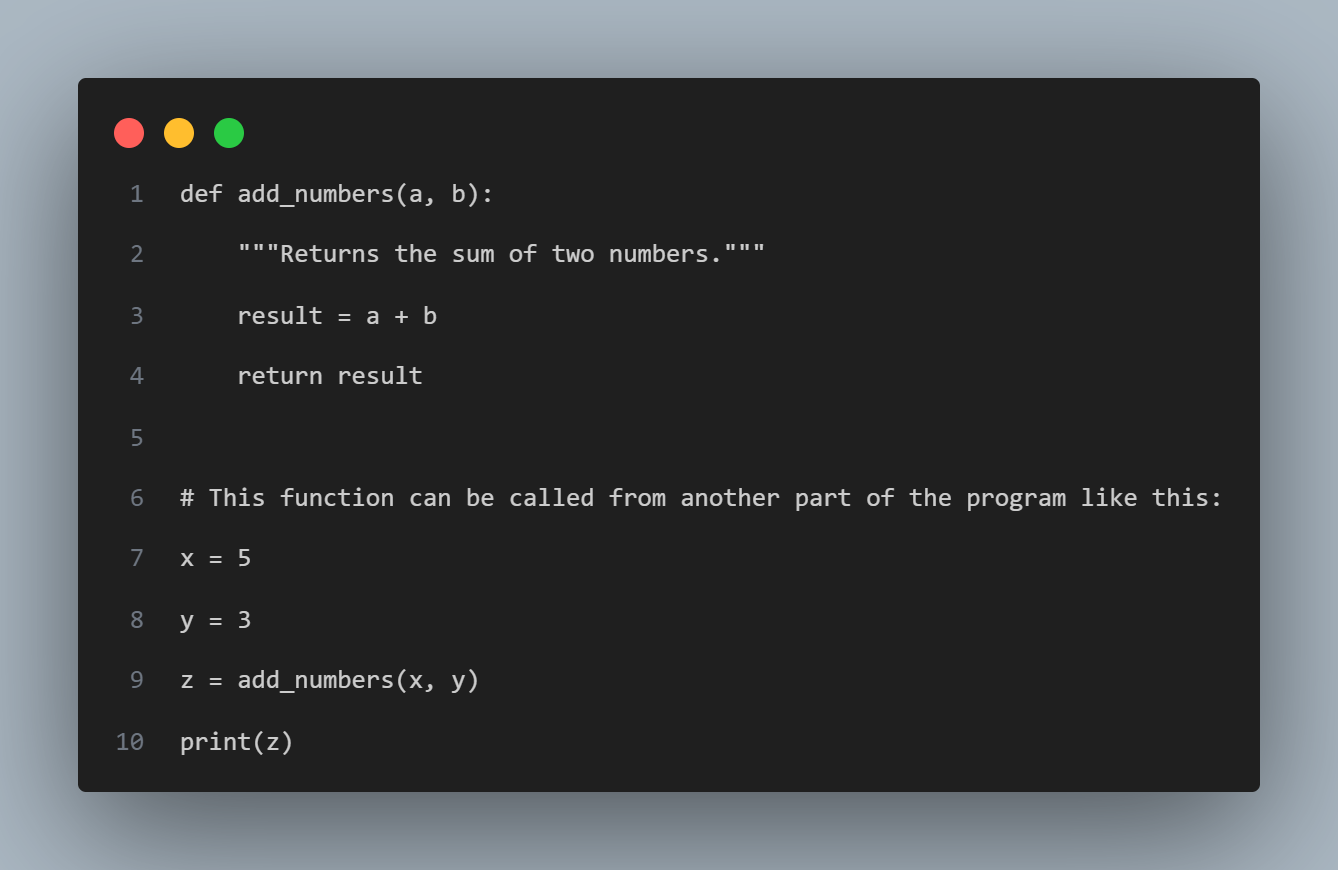 1 def add_numbers(a, b):
2     """Returns the sum of two numbers."""
3     result = a + b
4     return result
5
6 # This function can be called from another part of the program like this:
7 x = 5
8 y = 3
9 z = add_numbers(x, y)
10 print(z)